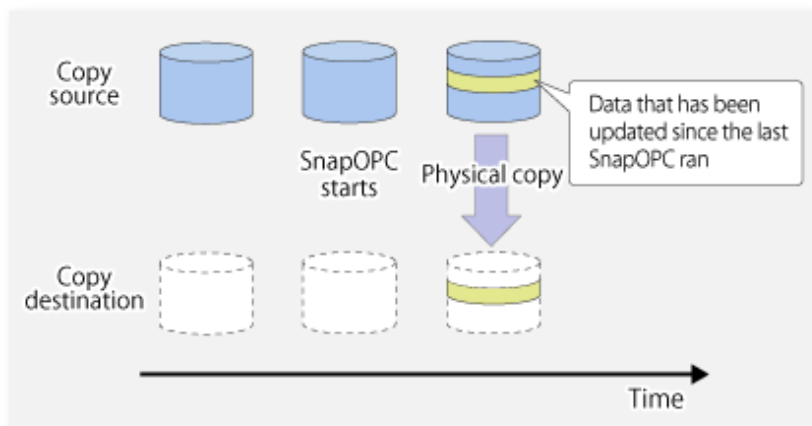 Copy
source
Data that has been
updated since the last
SnapOPC ran
SnapOPC
starts
Physical copy
Copy
destination
Time